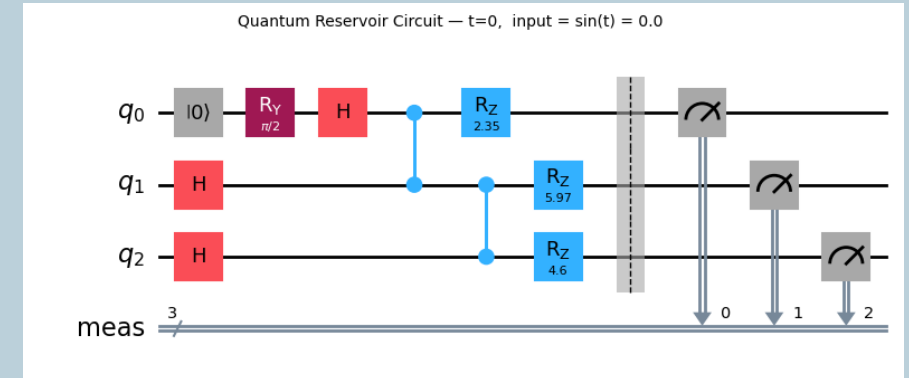 Quantum Reservoir Circuit — t=0,  input = sin(t) = 0.0
q0 |0⟩ RY π/2 H RZ 2.35
q1 H RZ 5.97
q2 H RZ 4.6
meas 3 0 1 2